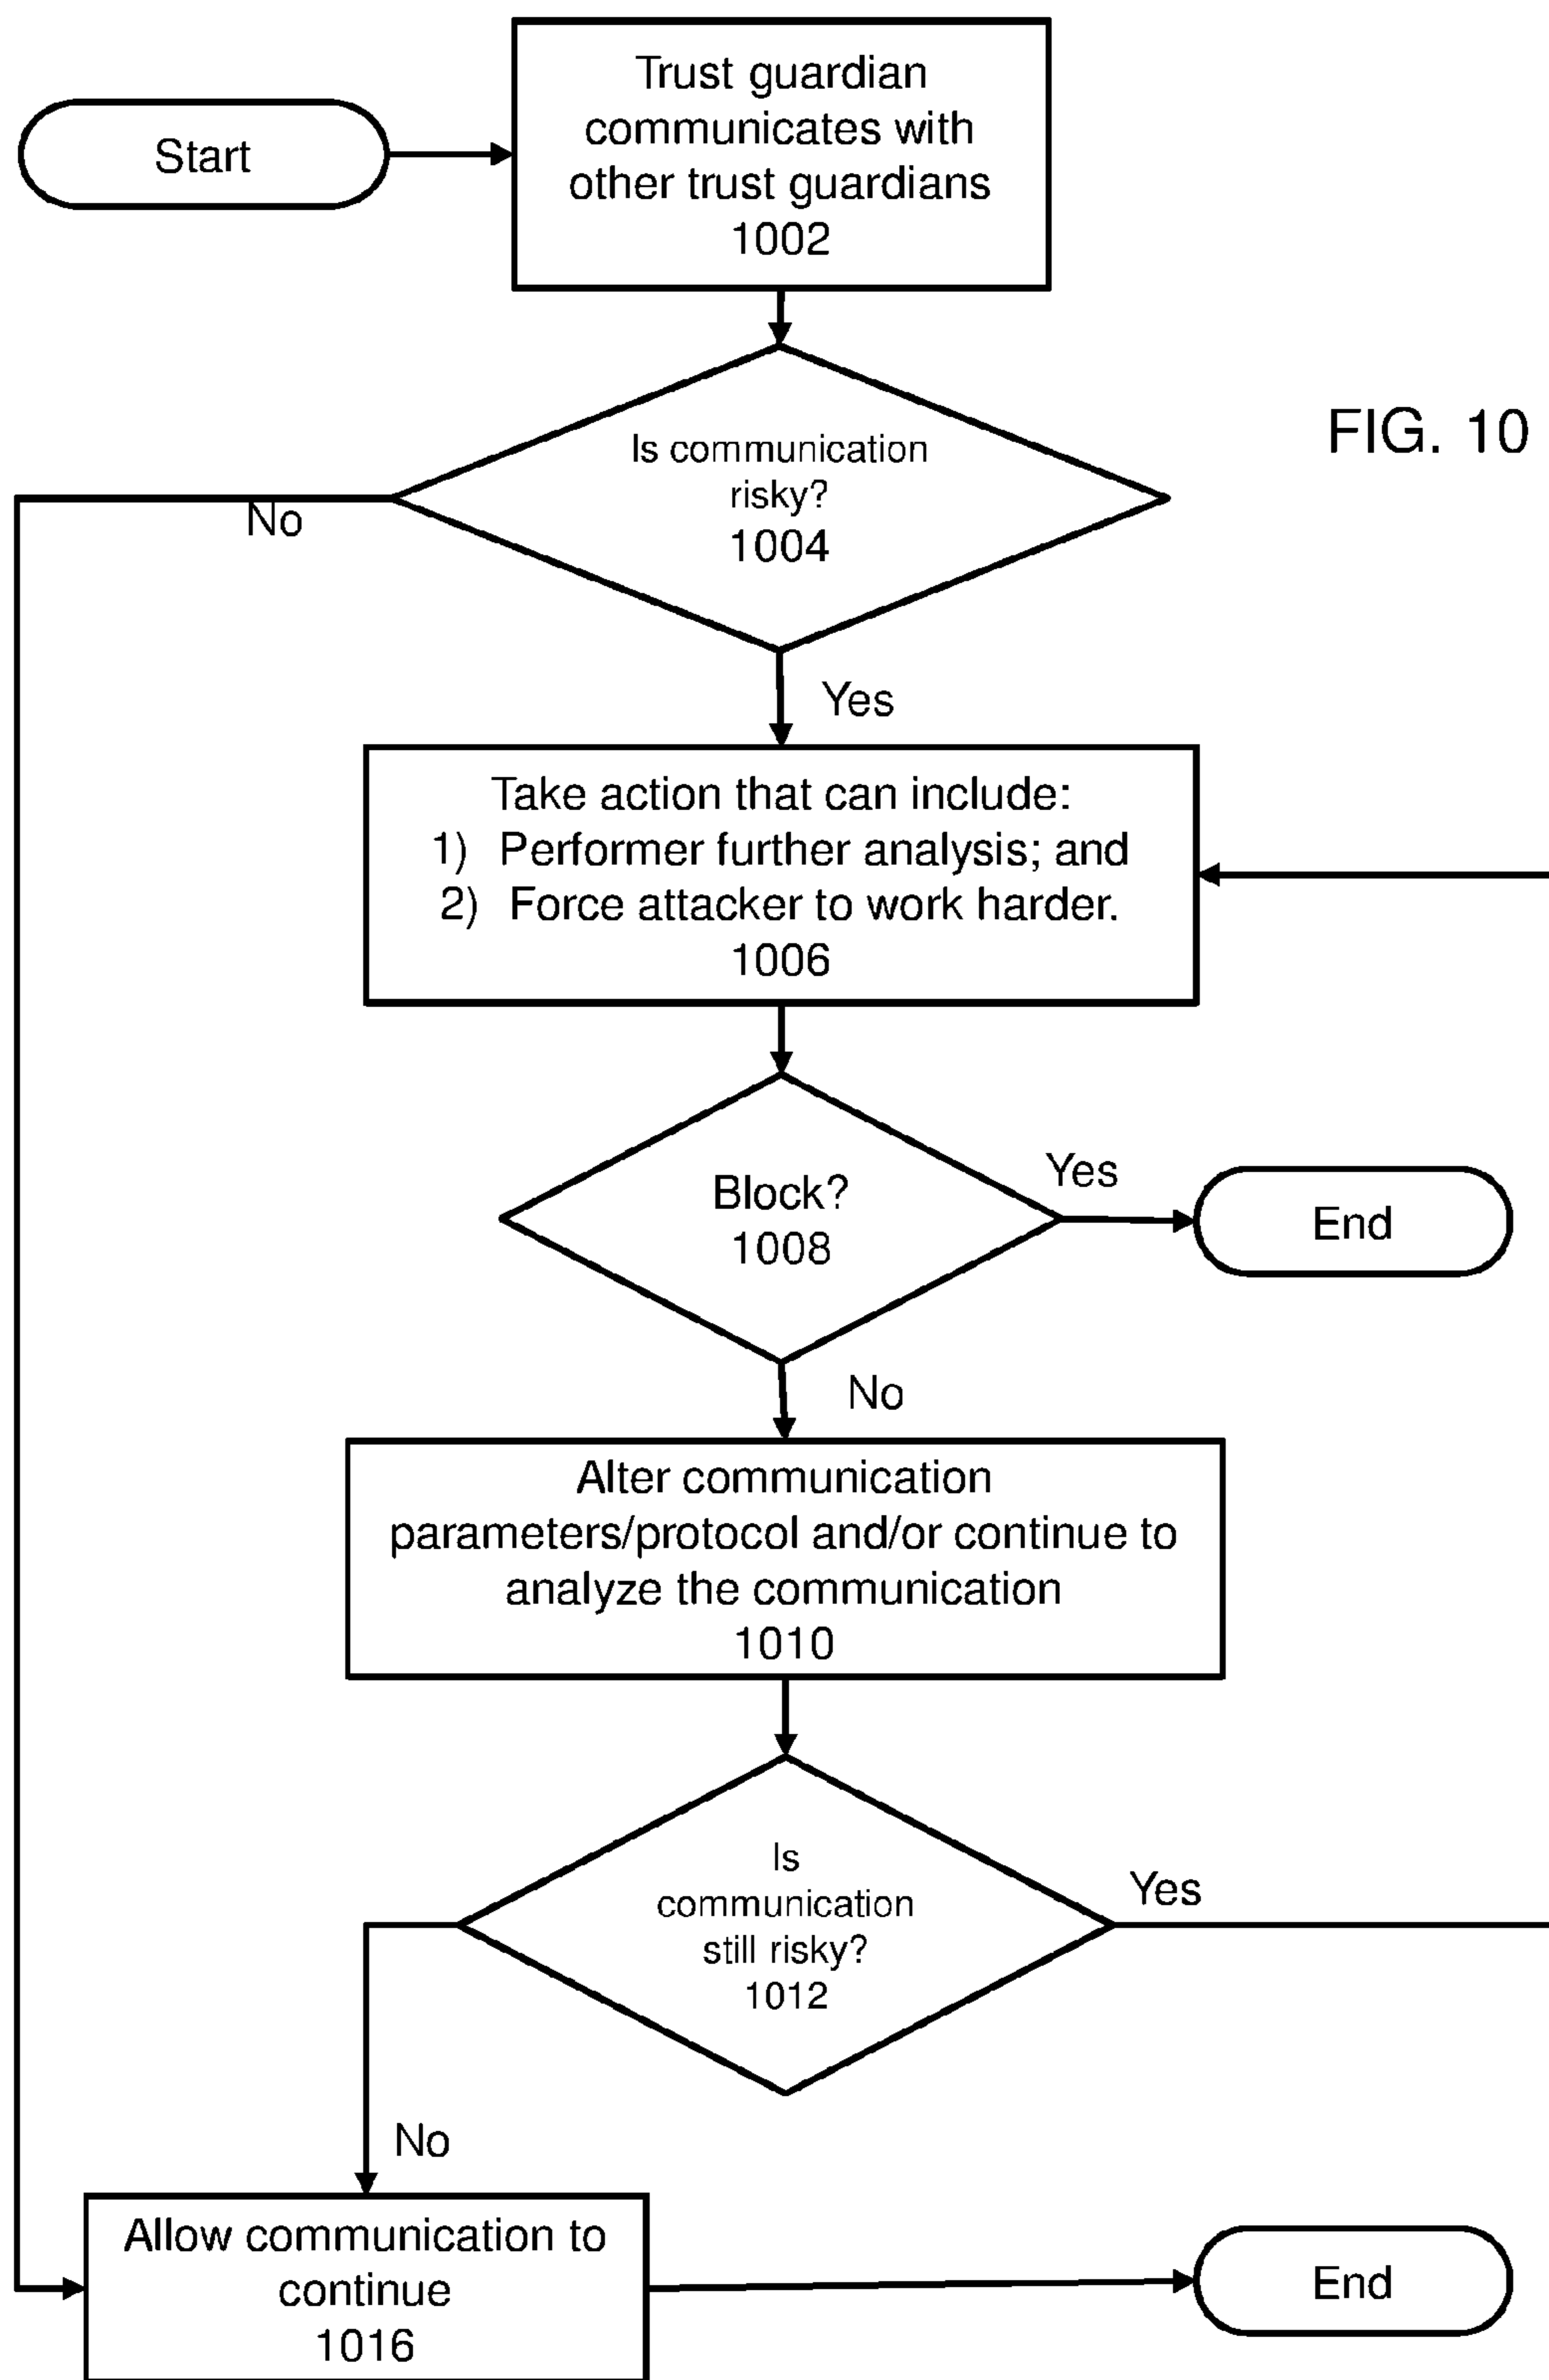 Start
Trust guardian
communicates with
other trust guardians
1002
FIG. 10
Is communication
risky?
1004
No
Yes
Take action that can include:
1) Performer further analysis; and
2) Force attacker to work harder.
1006
Block?
1008
Yes
End
No
Alter communication
parameters/protocol and/or continue to
analyze the communication
1010
Is
communication
still risky?
1012
Yes
No
Allow communication to
continue
1016
End